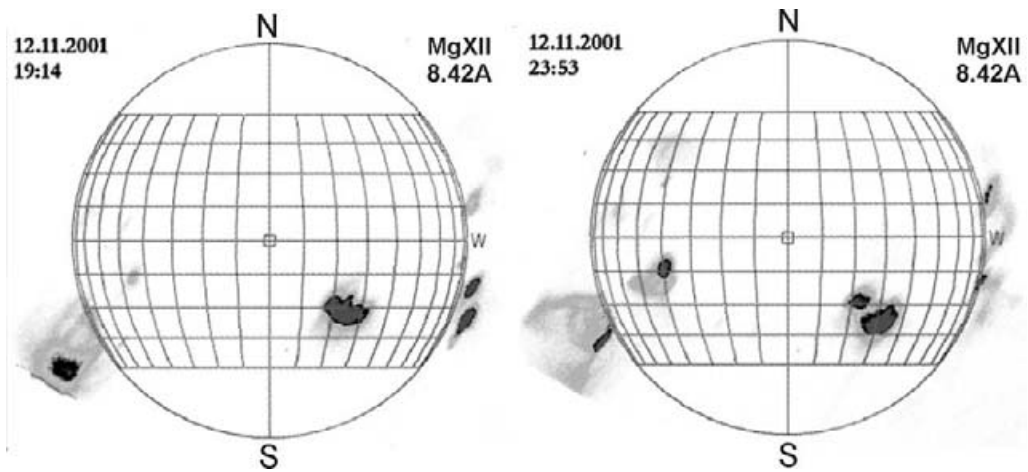 N
12.11.2001
19:14
MgXII
8.42A
W
S
N
12.11.2001
23:53
MgXII
8.42A
W
S